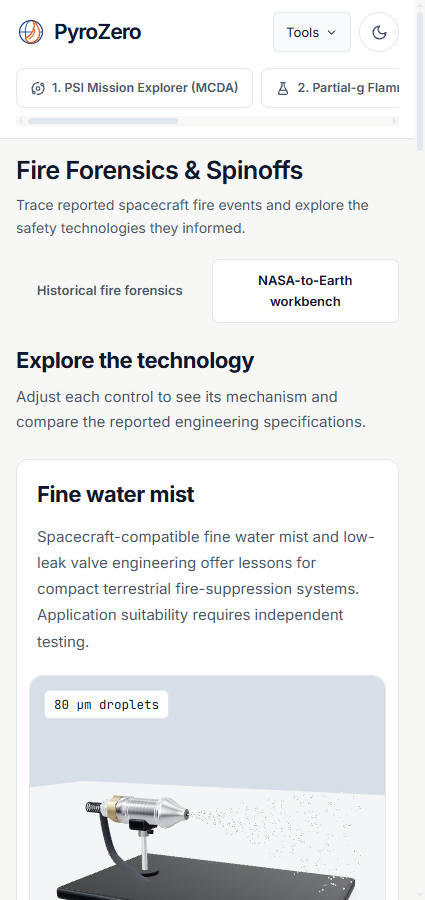 PyroZero
Tools
1. PSI Mission Explorer (MCDA)
2. Partial-g
Fire Forensics & Spinoffs
Trace reported spacecraft fire events and explore the
safety technologies they informed.
Historical fire forensics
NASA-to-Earth
workbench
Explore the technology
Adjust each control to see its mechanism and
compare the reported engineering specifications.
Fine water mist
Spacecraft-compatible fine water mist and low-
leak valve engineering offer lessons for
compact terrestrial fire-suppression systems.
Application suitability requires independent
testing.
80 µm droplets